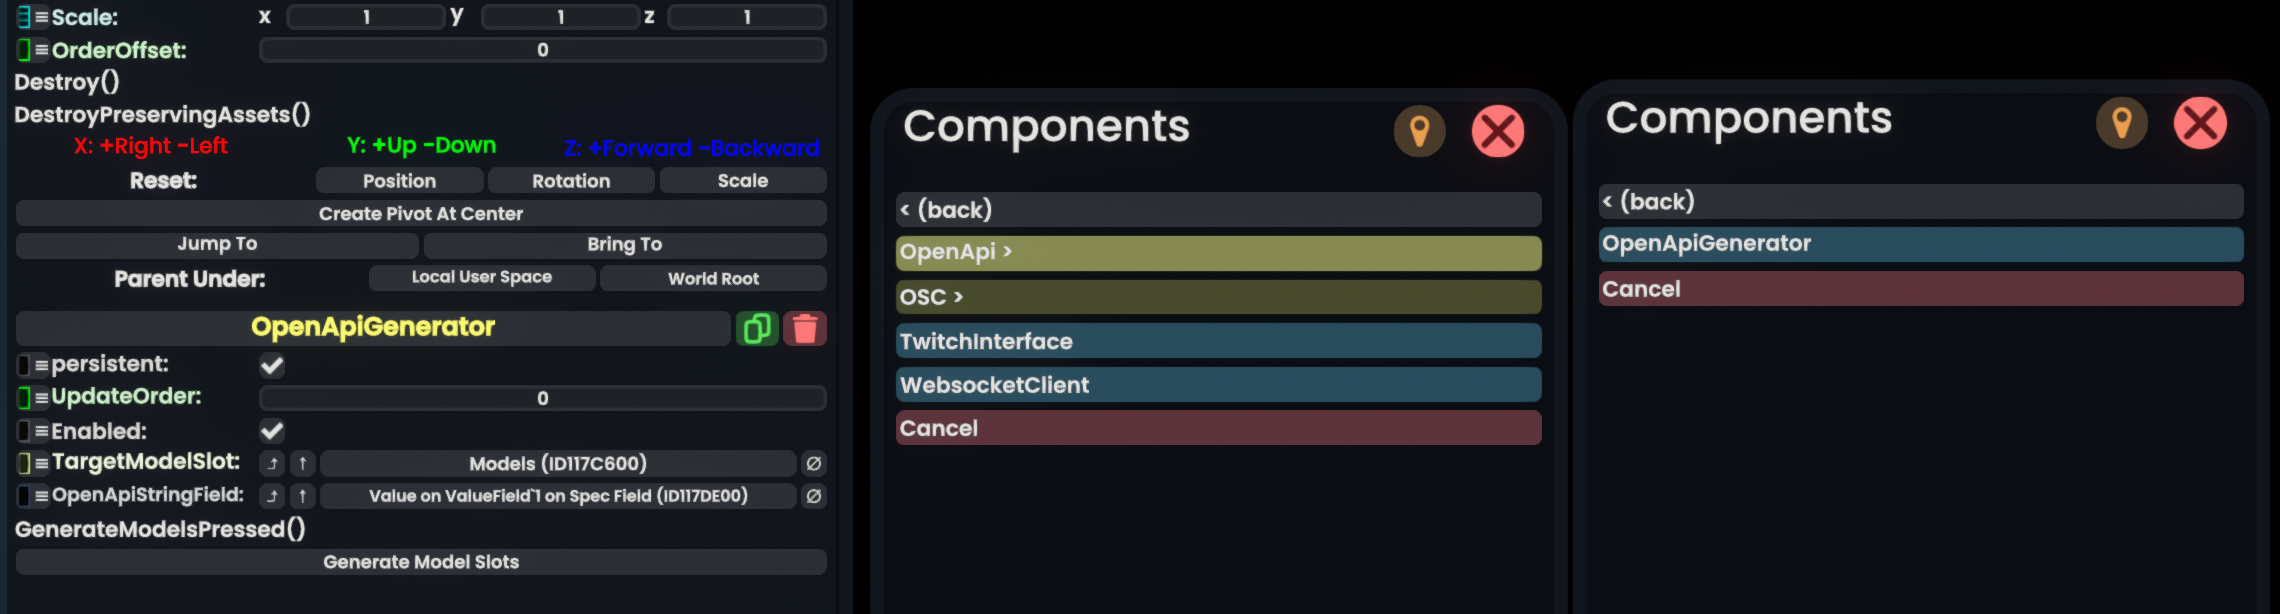 Scale: x 1 y 1 z 1
OrderOffset: 0
Destroy()
DestroyPreservingAssets()
X: +Right -Left Y: +Up -Down Z: +Forward -Backward
Reset: Position Rotation Scale
Create Pivot At Center
Jump To Bring To
Parent Under: Local User Space World Root
OpenApiGenerator
persistent:
UpdateOrder: 0
Enabled:
TargetModelSlot: Models (ID117C600)
OpenApiStringField: Value on ValueField`1 on Spec Field (ID117DE00)
GenerateModelsPressed()
Generate Model Slots
Components
< (back)
OpenApi >
OSC >
TwitchInterface
WebsocketClient
Cancel
Components
< (back)
OpenApiGenerator
Cancel